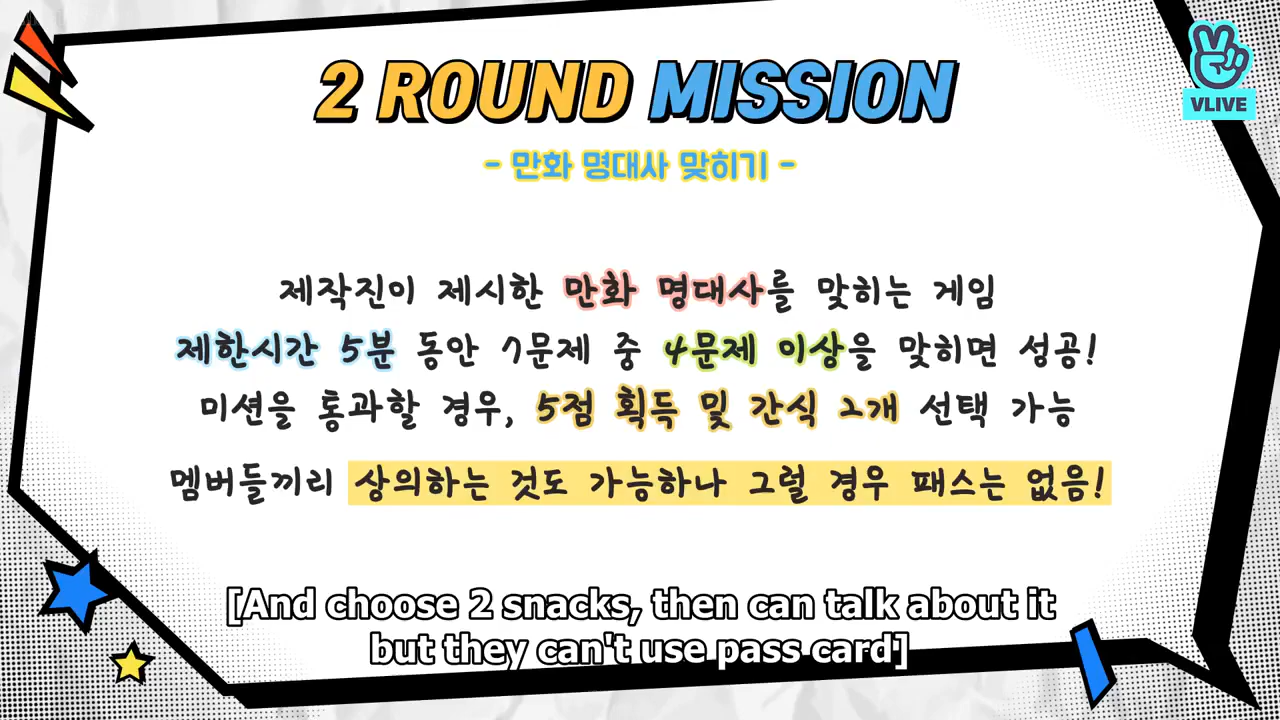 2 ROUND MISSION
VLIVE
- 만화 명대사 맞히기 -
제작진이 제시한 만화 명대사를 맞히는 게임
제한시간 5분 동안 7문제 중 4문제 이상을 맞히면 성공!
미션을 통과할 경우, 5점 획득 및 간식 2개 선택 가능
멤버들끼리 상의하는 것도 가능하나 그럴 경우 패스는 없음!
[And choose 2 snacks, then can talk about it
but they can't use pass card]